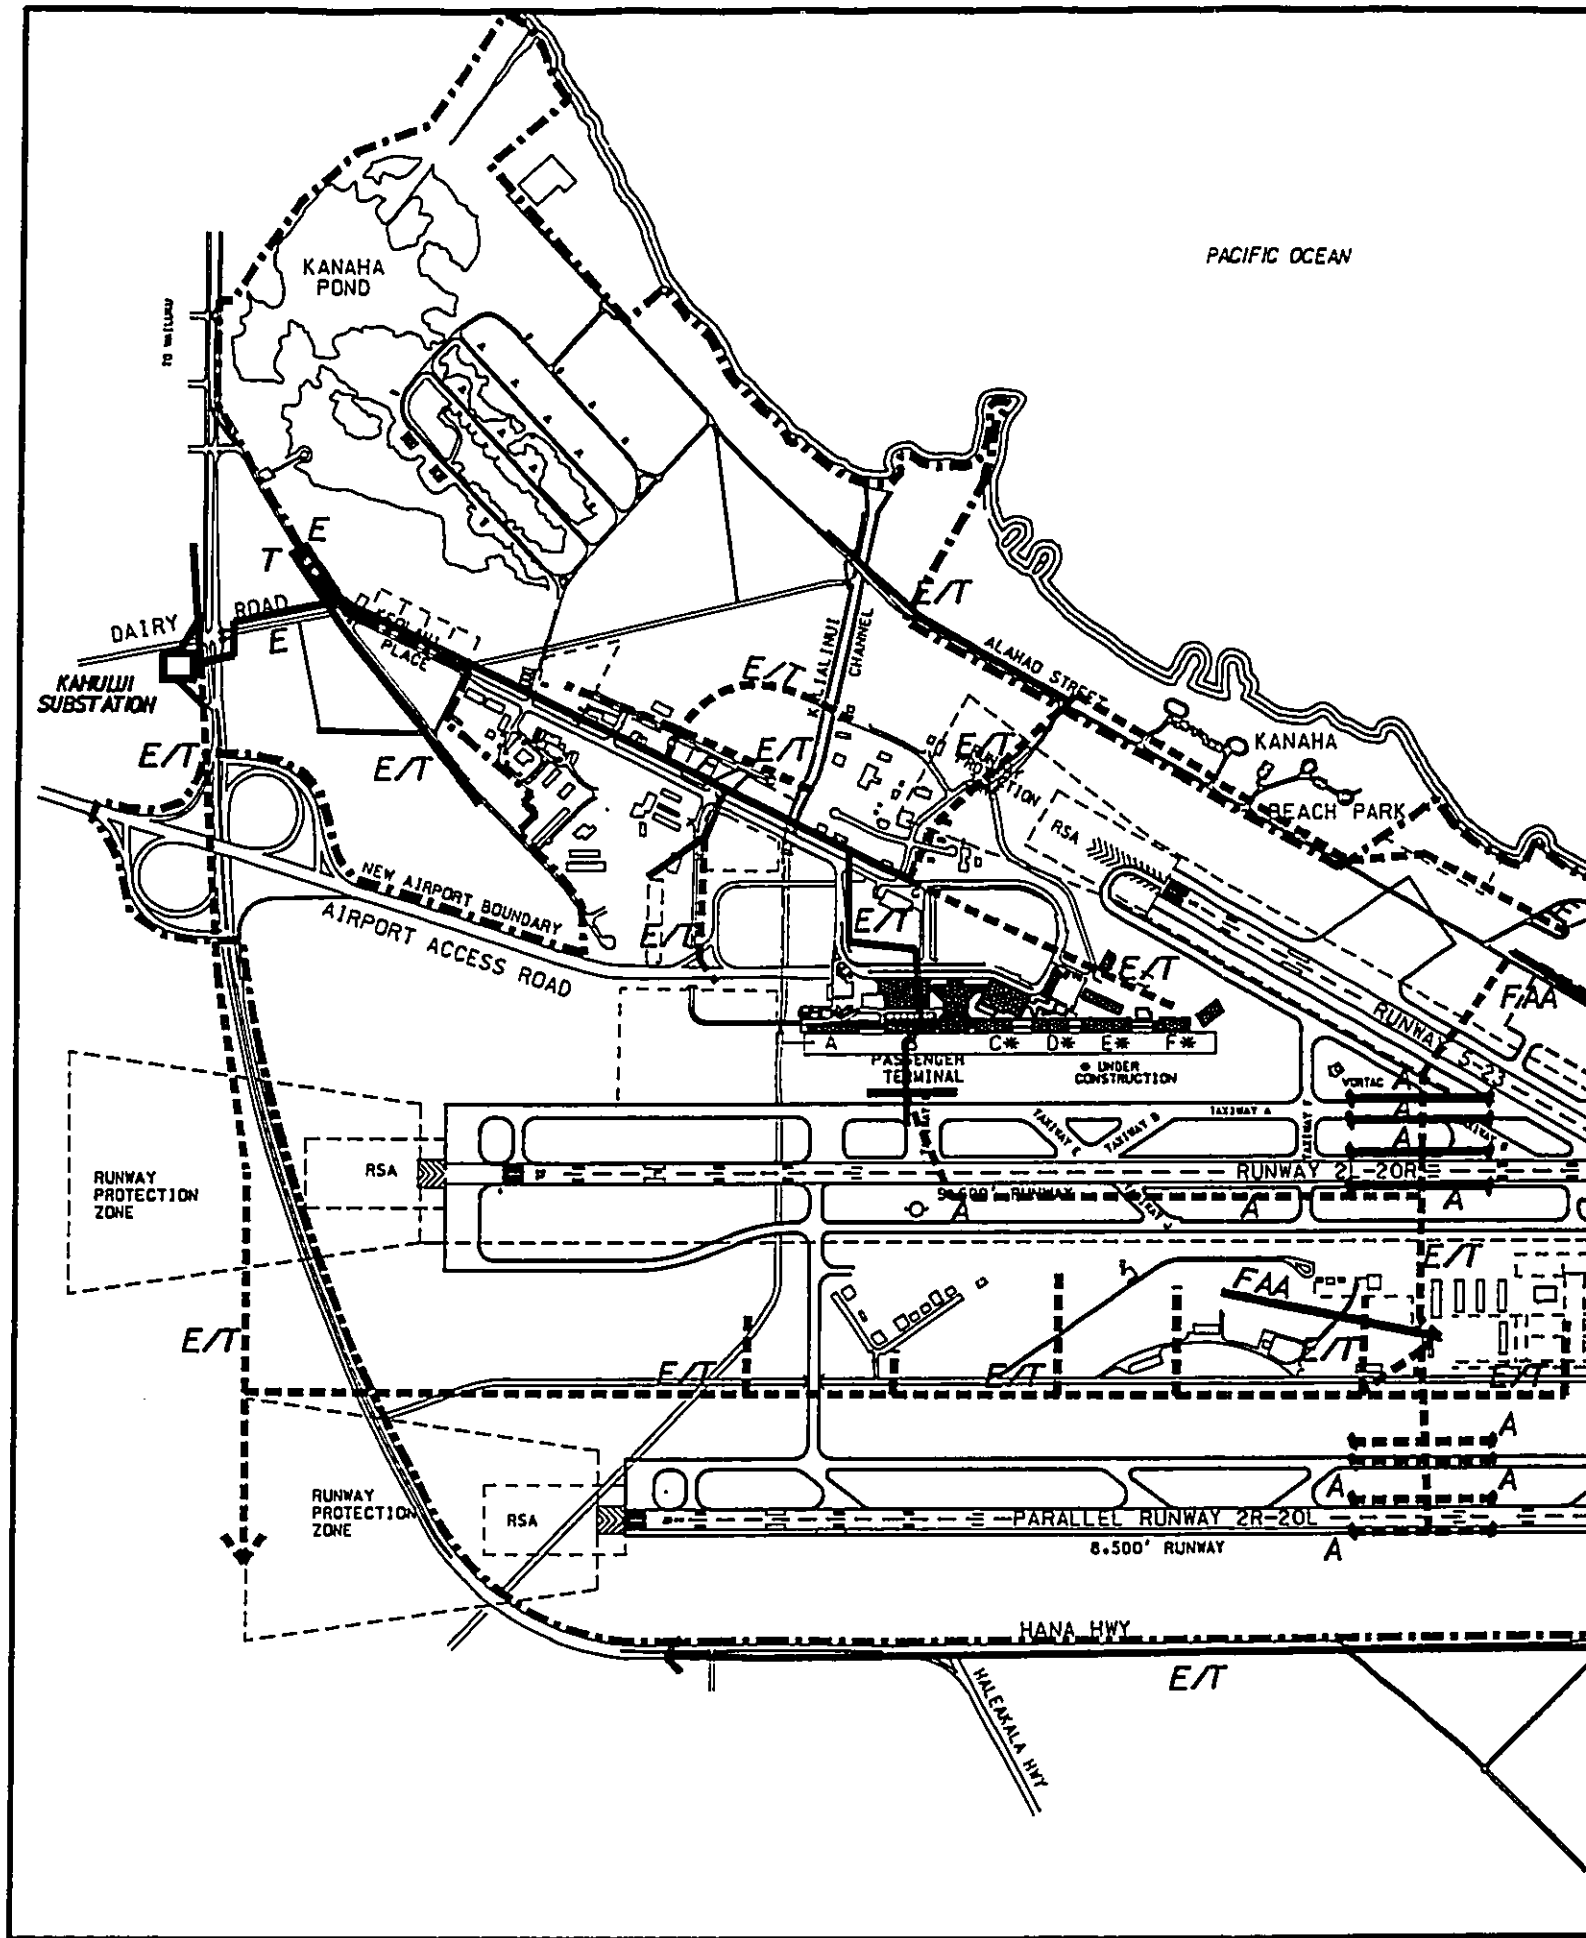 PACIFIC OCEAN
KANAHA
POND
E
T
DAIRY
ROAD
E
KEOLANI
PLACE
KAHULUI
SUBSTATION
E/T
E/T
E/T
KALIALINUI
CHANNEL
E/T
E/T
E/T
ALAHAO STREET
KANAHA
BEACH PARK
RSA
NEW AIRPORT BOUNDARY
AIRPORT ACCESS ROAD
E/T
E/T
E/T
FAA
RUNWAY 5-23
A
B
C*
D*
E*
F*
PASSENGER
TERMINAL
* UNDER
CONSTRUCTION
VORTAC
A
A
A
TAXIWAY A
TAXIWAY B
TAXIWAY F
RUNWAY
PROTECTION
ZONE
RSA
RUNWAY 2L-20R
A
A
A
E/T
FAA
E/T
E/T
E/T
E/T
E/T
A
A
A
A
RUNWAY
PROTECTION
ZONE
RSA
PARALLEL RUNWAY 2R-20L
8,500' RUNWAY
HANA HWY
E/T
HALEAKALA HWY